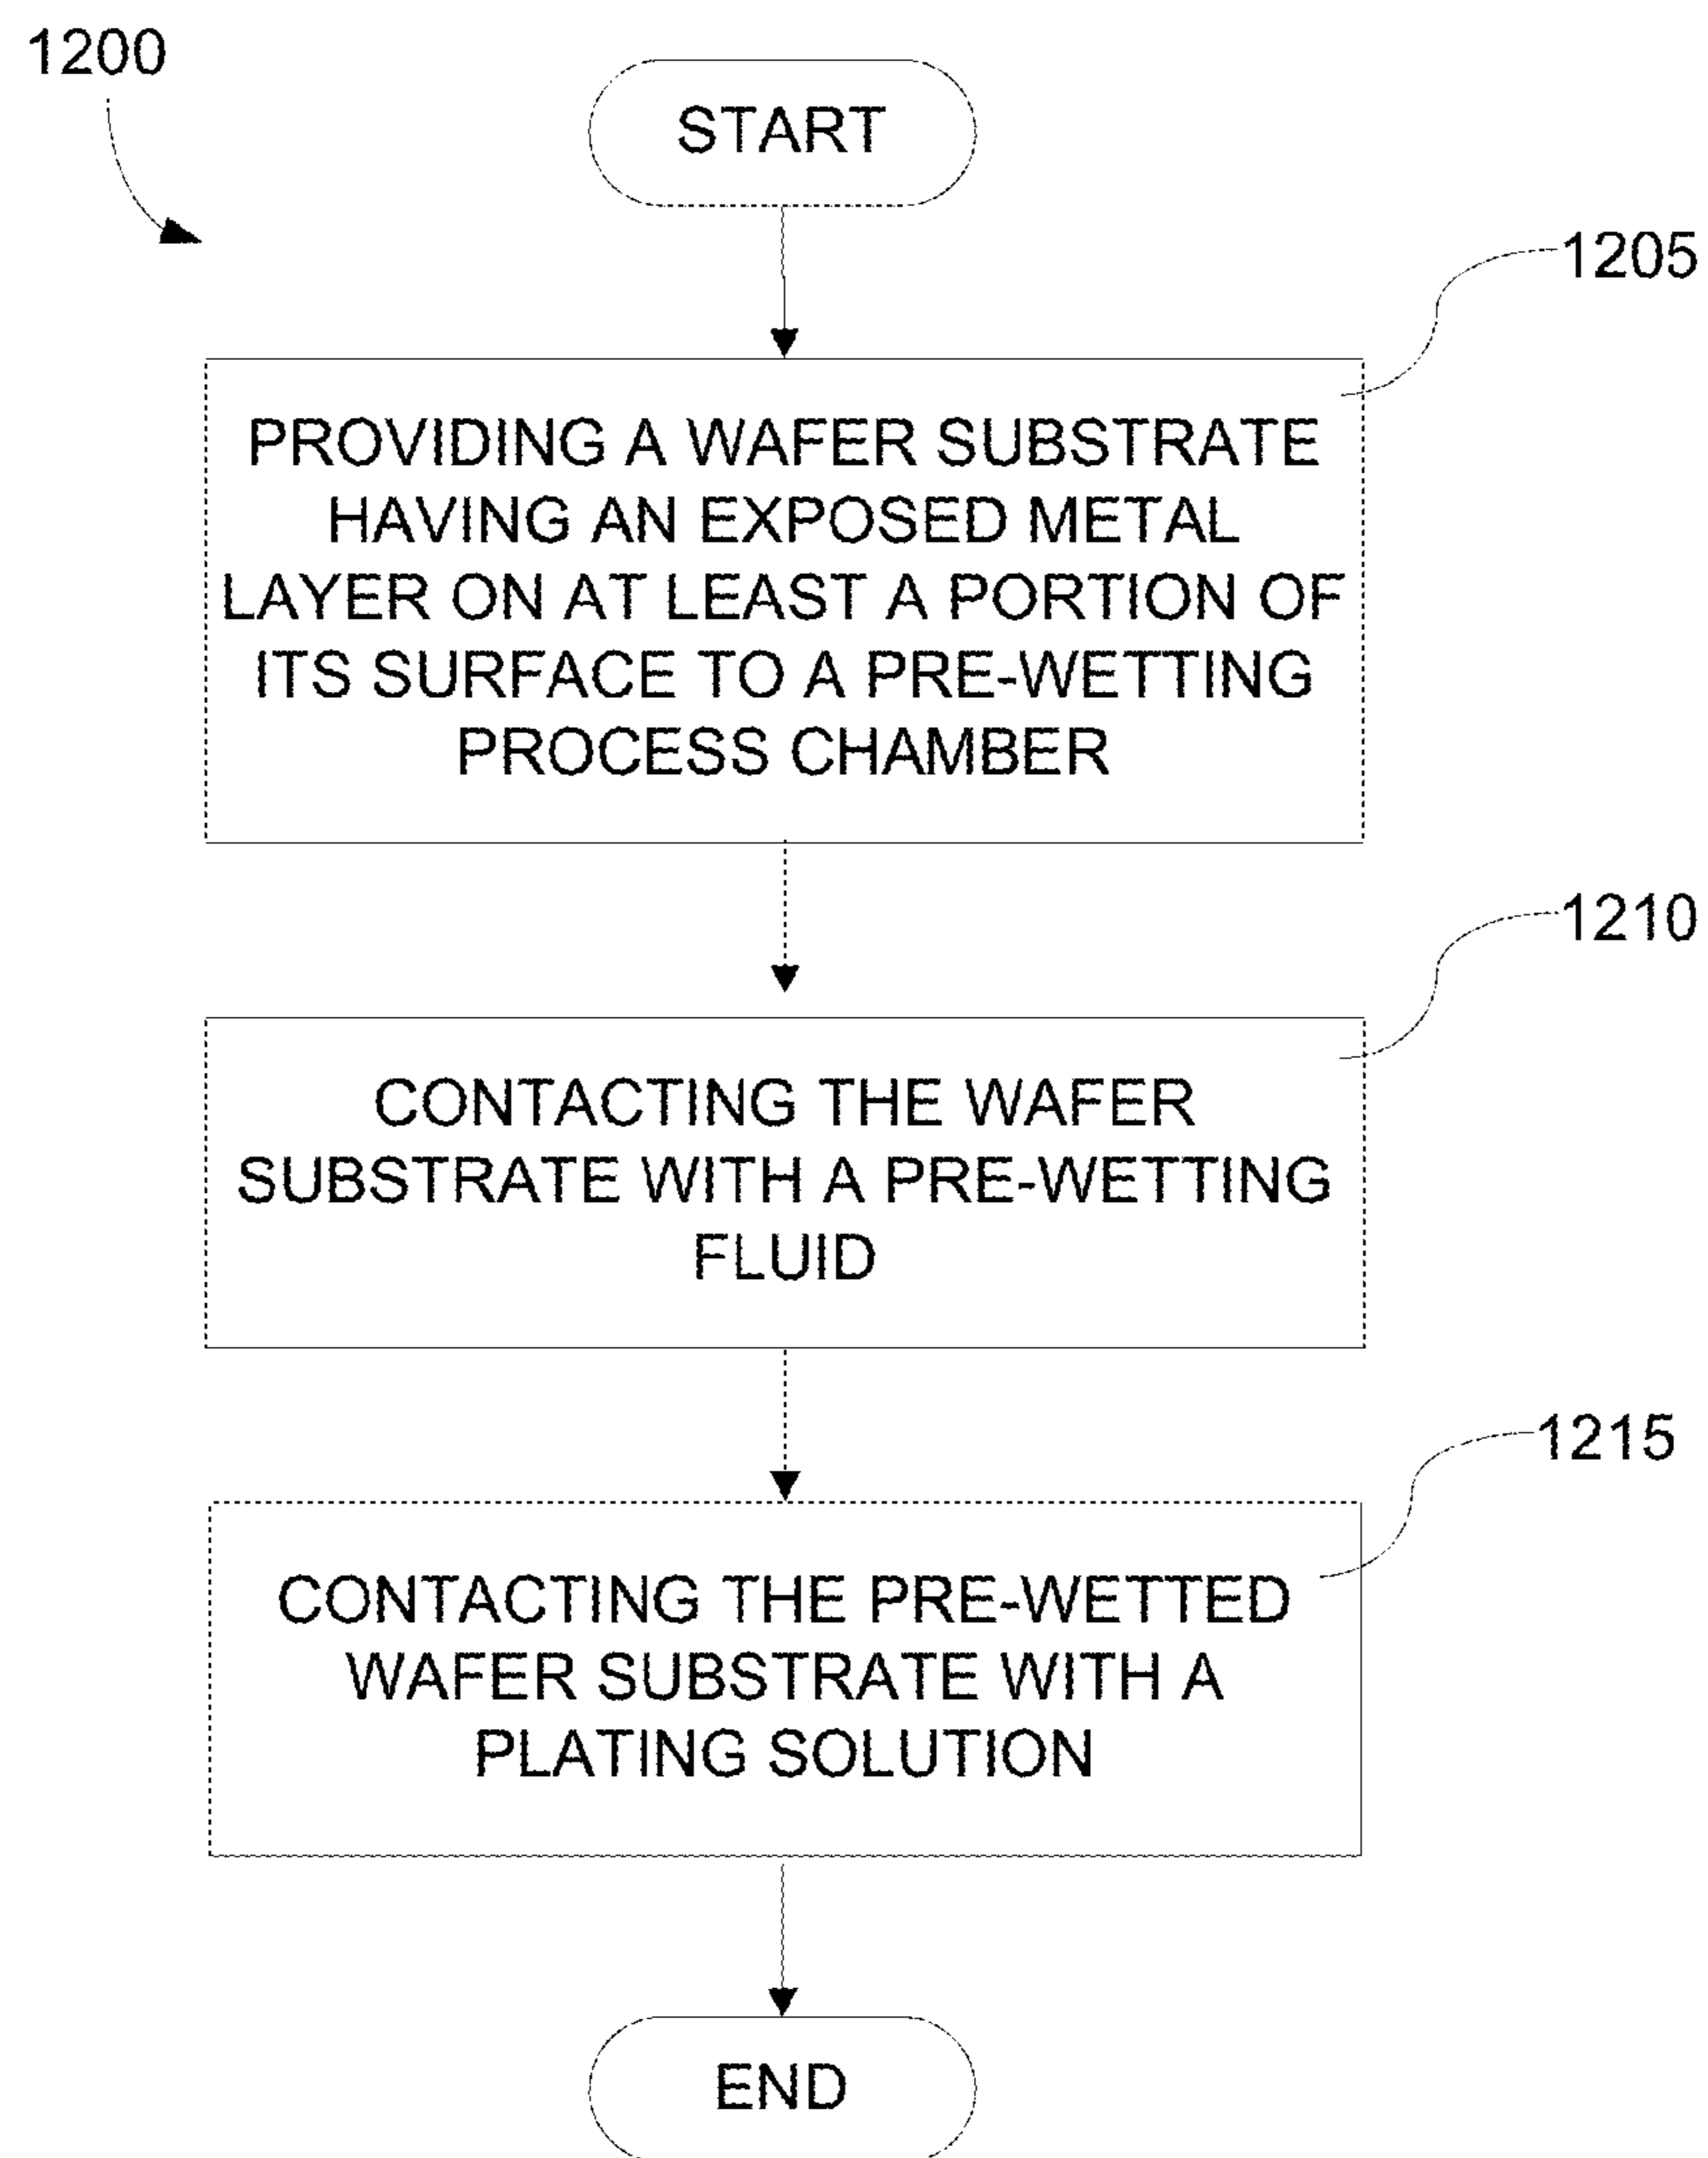 1200
START
1205
PROVIDING A WAFER SUBSTRATE
HAVING AN EXPOSED METAL
LAYER ON AT LEAST A PORTION OF
ITS SURFACE TO A PRE-WETTING
PROCESS CHAMBER
1210
CONTACTING THE WAFER
SUBSTRATE WITH A PRE-WETTING
FLUID
1215
CONTACTING THE PRE-WETTED
WAFER SUBSTRATE WITH A
PLATING SOLUTION
END